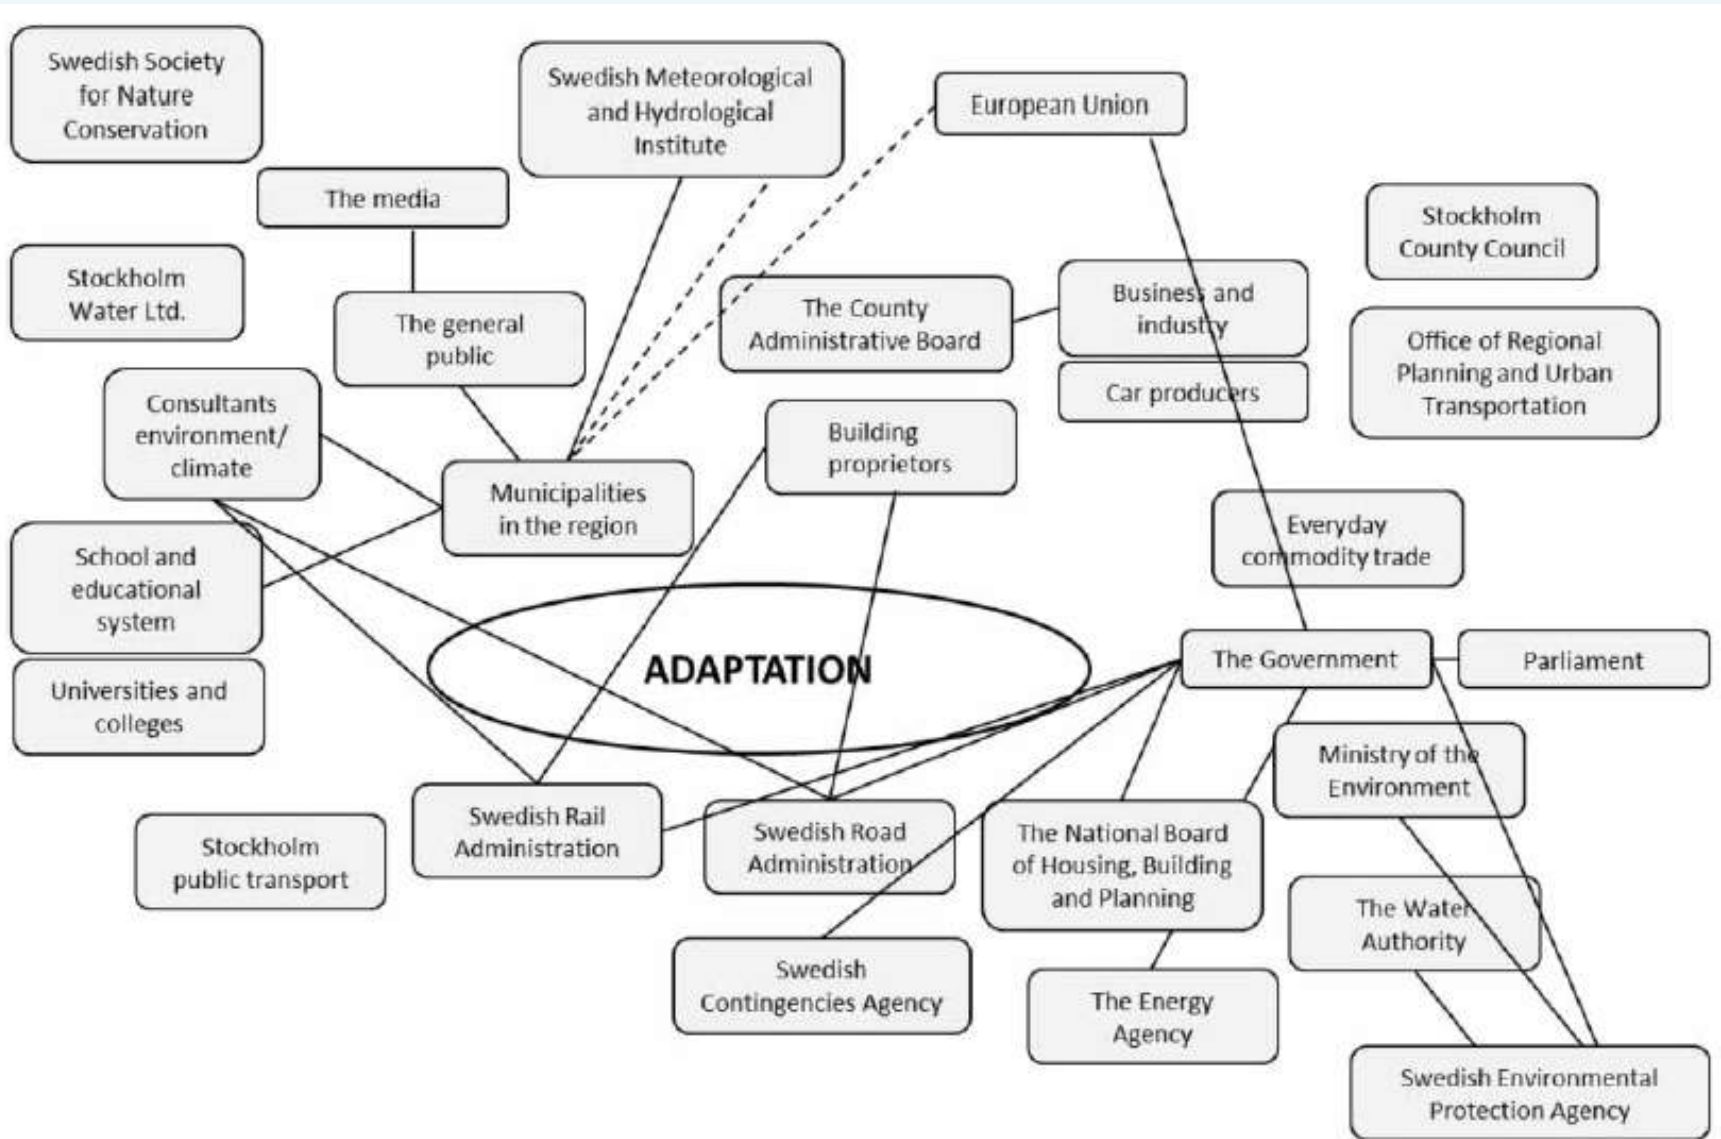 Swedish Society
for Nature
Conservation
Swedish Meteorological
and Hydrological
Institute
European Union
The media
Stockholm
County Council
Stockholm
Water Ltd.
The general
public
The County
Administrative Board
Business and
industry
Office of Regional
Planning and Urban
Transportation
Car producers
Consultants
environment/
climate
Building
proprietors
Municipalities
in the region
Everyday
commodity trade
School and
educational
system
ADAPTATION
The Government
Parliament
Universities and
colleges
Ministry of the
Environment
Swedish Rail
Administration
Swedish Road
Administration
The National Board
of Housing, Building
and Planning
Stockholm
public transport
The Water
Authority
Swedish
Contingencies Agency
The Energy
Agency
Swedish Environmental
Protection Agency